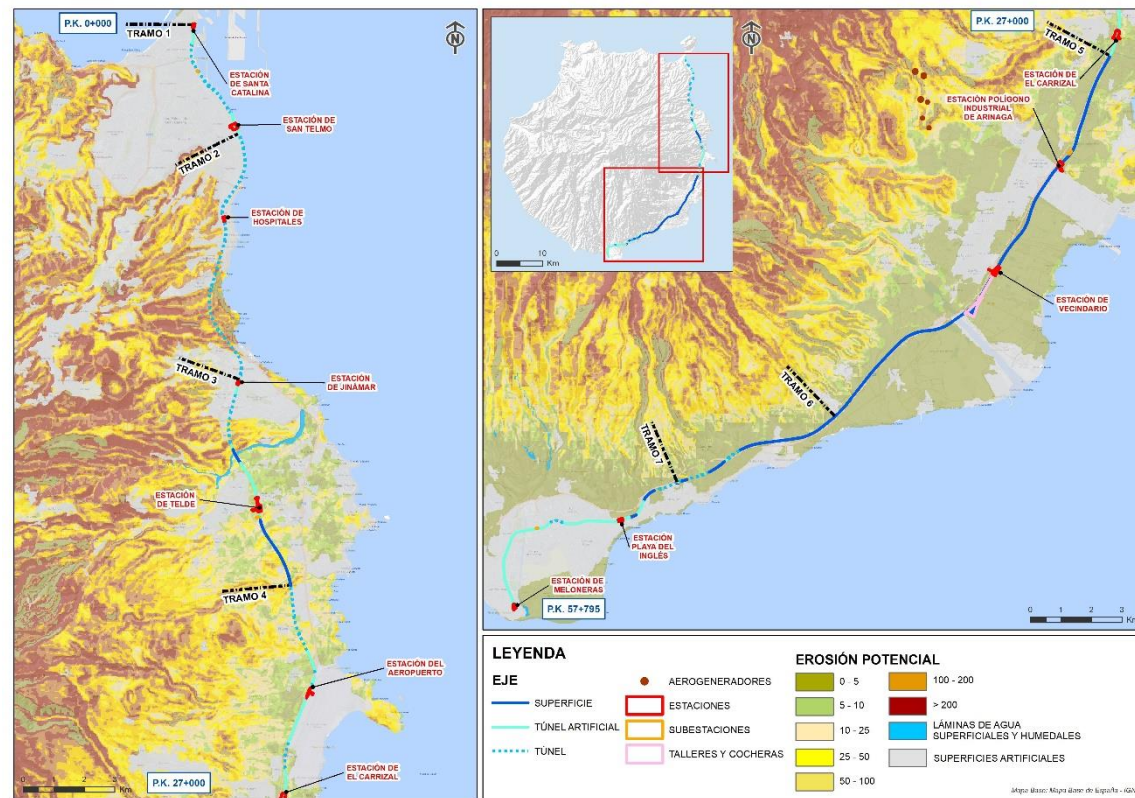 P.K. 0+000
TRAMO 1
N
ESTACIÓN
DE SANTA
CATALINA
ESTACIÓN DE
SAN TELMO
TRAMO 2
ESTACIÓN DE
HOSPITALES
TRAMO 3
ESTACIÓN
DE JINÁMAR
ESTACIÓN
DE TELDE
TRAMO 4
ESTACIÓN DEL
AEROPUERTO
P.K. 27+000
ESTACIÓN DE
EL CARRIZAL
0 1 2 3
Km
P.K. 27+000
TRAMO 5
N
ESTACIÓN DE
EL CARRIZAL
ESTACIÓN POLÍGONO
INDUSTRIAL
DE ARINAGA
0 10
Km
ESTACIÓN DE
VECINDARIO
TRAMO 6
TRAMO 7
ESTACIÓN
PLAYA DEL
INGLÉS
ESTACIÓN DE
MELONERAS
P.K. 57+795
0 1 2 3
Km
LEYENDA
EJE
SUPERFICIE
TÚNEL ARTIFICIAL
TÚNEL
AEROGENERADORES
ESTACIONES
SUBESTACIONES
TALLERES Y COCHERAS
EROSIÓN POTENCIAL
0 - 5
5 - 10
10 - 25
25 - 50
50 - 100
100 - 200
> 200
LÁMINAS DE AGUA
SUPERFICIALES Y HUMEDALES
SUPERFICIES ARTIFICIALES
Mapa Base: Mapa Base de España - IGN